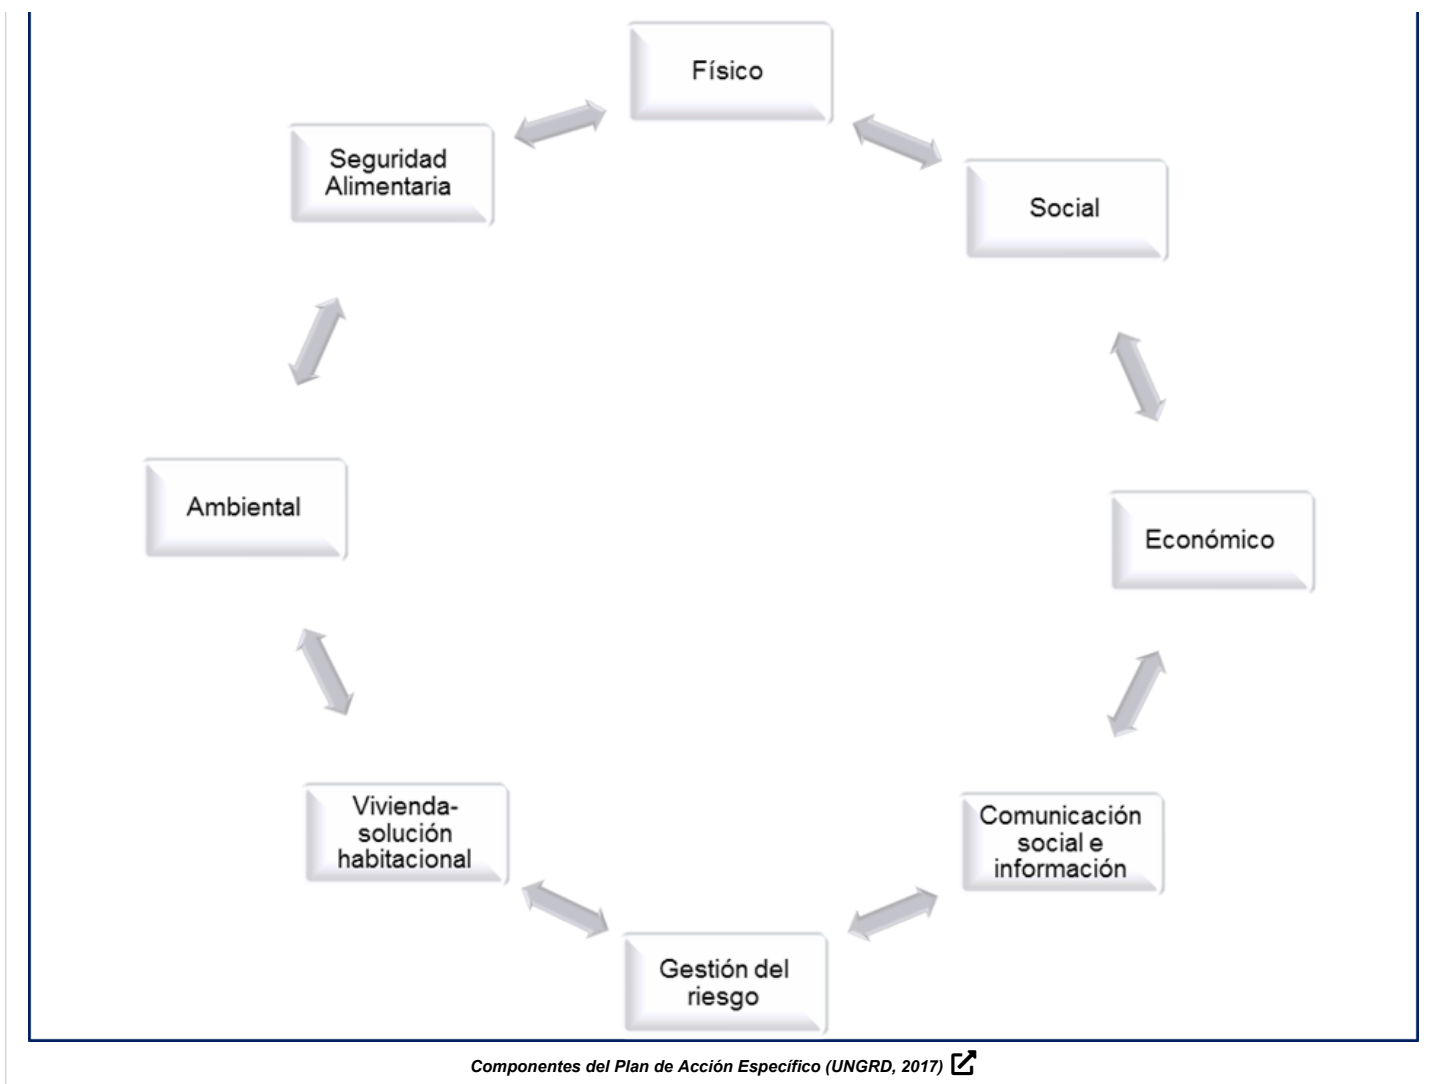 Físico
Seguridad
Alimentaria
Social
Ambiental
Económico
Vivienda-
solución
habitacional
Comunicación
social e
información
Gestión del
riesgo
Componentes del Plan de Acción Específico (UNGRD, 2017)